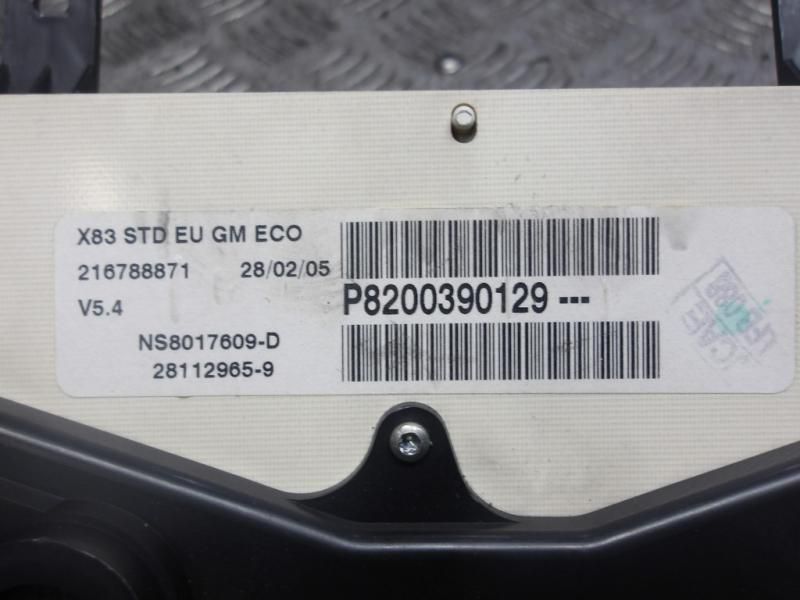 X83 STD EU GM ECO
216788871 28/02/05
V5.4
P8200390129 ---
NS8017609-D
28112965-9